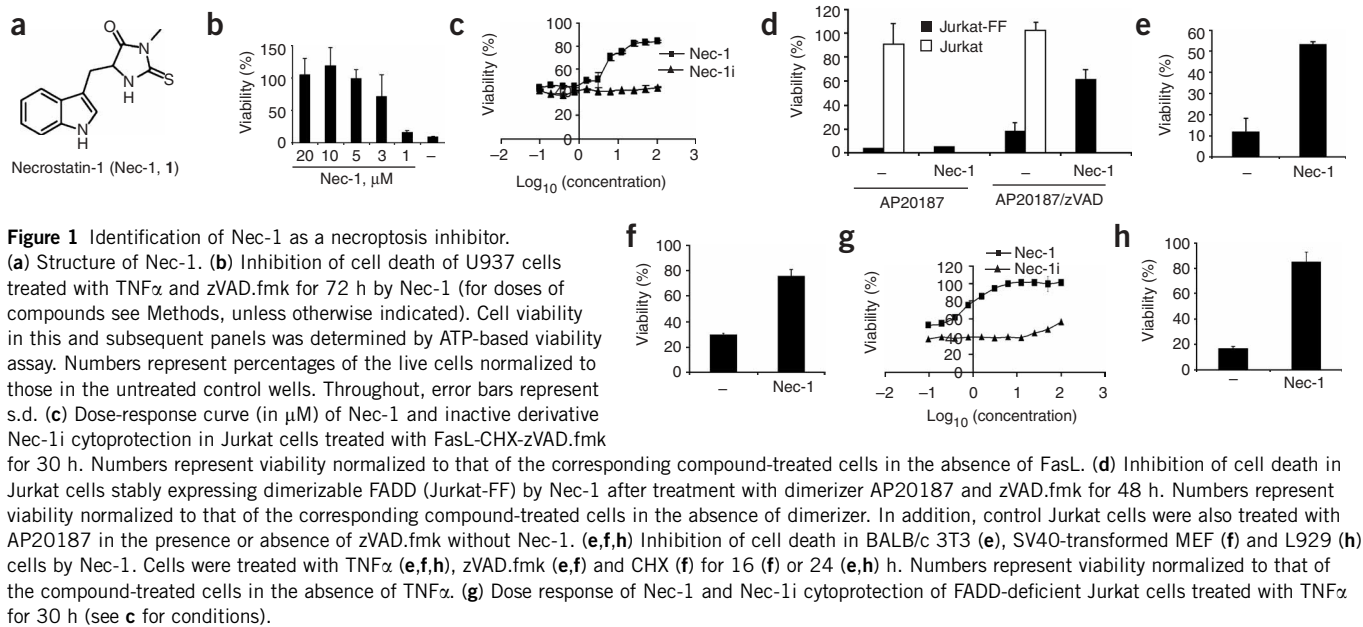 a
O
N
S
N
H
N
H
Necrostatin-1 (Nec-1, 1)
b
Viability (%)
150
100
50
0
20 10 5 3 1 –
Nec-1, μM
c
Viability (%)
100
80
60
40
20
0
–2 –1 0 1 2 3
Log10 (concentration)
Nec-1
Nec-1i
d
Viability (%)
120
100
80
60
40
20
0
Jurkat-FF
Jurkat
– Nec-1 – Nec-1
AP20187 AP20187/zVAD
e
Viability (%)
60
50
40
30
20
10
0
– Nec-1
Figure 1 Identification of Nec-1 as a necroptosis inhibitor.
(a) Structure of Nec-1. (b) Inhibition of cell death of U937 cells
treated with TNFα and zVAD.fmk for 72 h by Nec-1 (for doses of
compounds see Methods, unless otherwise indicated). Cell viability
in this and subsequent panels was determined by ATP-based viability
assay. Numbers represent percentages of the live cells normalized to
those in the untreated control wells. Throughout, error bars represent
s.d. (c) Dose-response curve (in μM) of Nec-1 and inactive derivative
Nec-1i cytoprotection in Jurkat cells treated with FasL-CHX-zVAD.fmk
f
Viability (%)
100
80
60
40
20
0
– Nec-1
g
Viability (%)
Nec-1
Nec-1i
120
100
80
60
40
0
–2 –1 0 1 2 3
Log10 (concentration)
h
Viability (%)
100
80
60
40
20
0
– Nec-1
for 30 h. Numbers represent viability normalized to that of the corresponding compound-treated cells in the absence of FasL. (d) Inhibition of cell death in
Jurkat cells stably expressing dimerizable FADD (Jurkat-FF) by Nec-1 after treatment with dimerizer AP20187 and zVAD.fmk for 48 h. Numbers represent
viability normalized to that of the corresponding compound-treated cells in the absence of dimerizer. In addition, control Jurkat cells were also treated with
AP20187 in the presence or absence of zVAD.fmk without Nec-1. (e,f,h) Inhibition of cell death in BALB/c 3T3 (e), SV40-transformed MEF (f) and L929 (h)
cells by Nec-1. Cells were treated with TNFα (e,f,h), zVAD.fmk (e,f) and CHX (f) for 16 (f) or 24 (e,h) h. Numbers represent viability normalized to that of
the compound-treated cells in the absence of TNFα. (g) Dose response of Nec-1 and Nec-1i cytoprotection of FADD-deficient Jurkat cells treated with TNFα
for 30 h (see c for conditions).